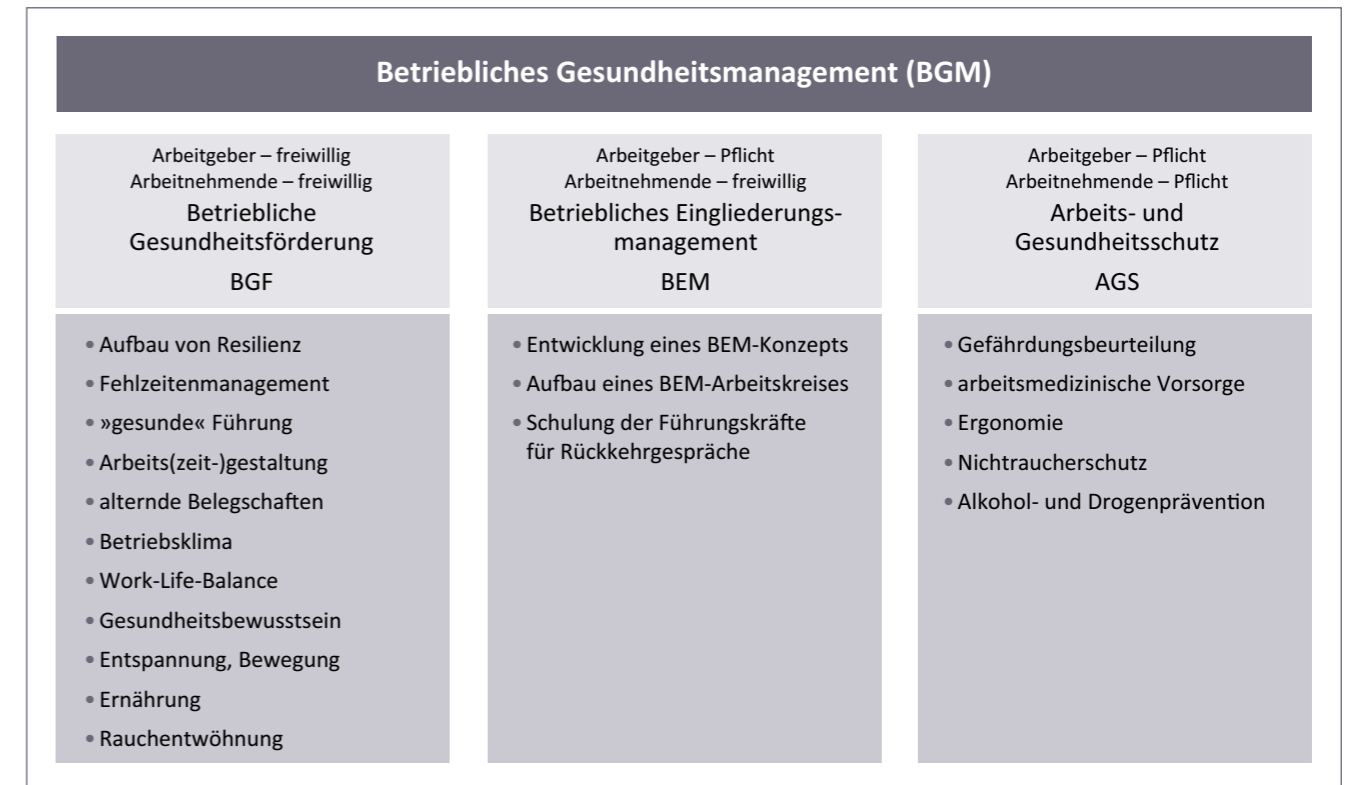 Betriebliches Gesundheitsmanagement (BGM)
Arbeitgeber – freiwillig
Arbeitnehmende – freiwillig
Betriebliche
Gesundheitsförderung
BGF
• Aufbau von Resilienz
• Fehlzeitenmanagement
• »gesunde« Führung
• Arbeits(zeit-)gestaltung
• alternde Belegschaften
• Betriebsklima
• Work-Life-Balance
• Gesundheitsbewusstsein
• Entspannung, Bewegung
• Ernährung
• Rauchentwöhnung
Arbeitgeber – Pflicht
Arbeitnehmende – freiwillig
Betriebliches Eingliederungs-
management
BEM
• Entwicklung eines BEM-Konzepts
• Aufbau eines BEM-Arbeitskreises
• Schulung der Führungskräfte
für Rückkehrgespräche
Arbeitgeber – Pflicht
Arbeitnehmende – Pflicht
Arbeits- und
Gesundheitsschutz
AGS
• Gefährdungsbeurteilung
• arbeitsmedizinische Vorsorge
• Ergonomie
• Nichtraucherschutz
• Alkohol- und Drogenprävention